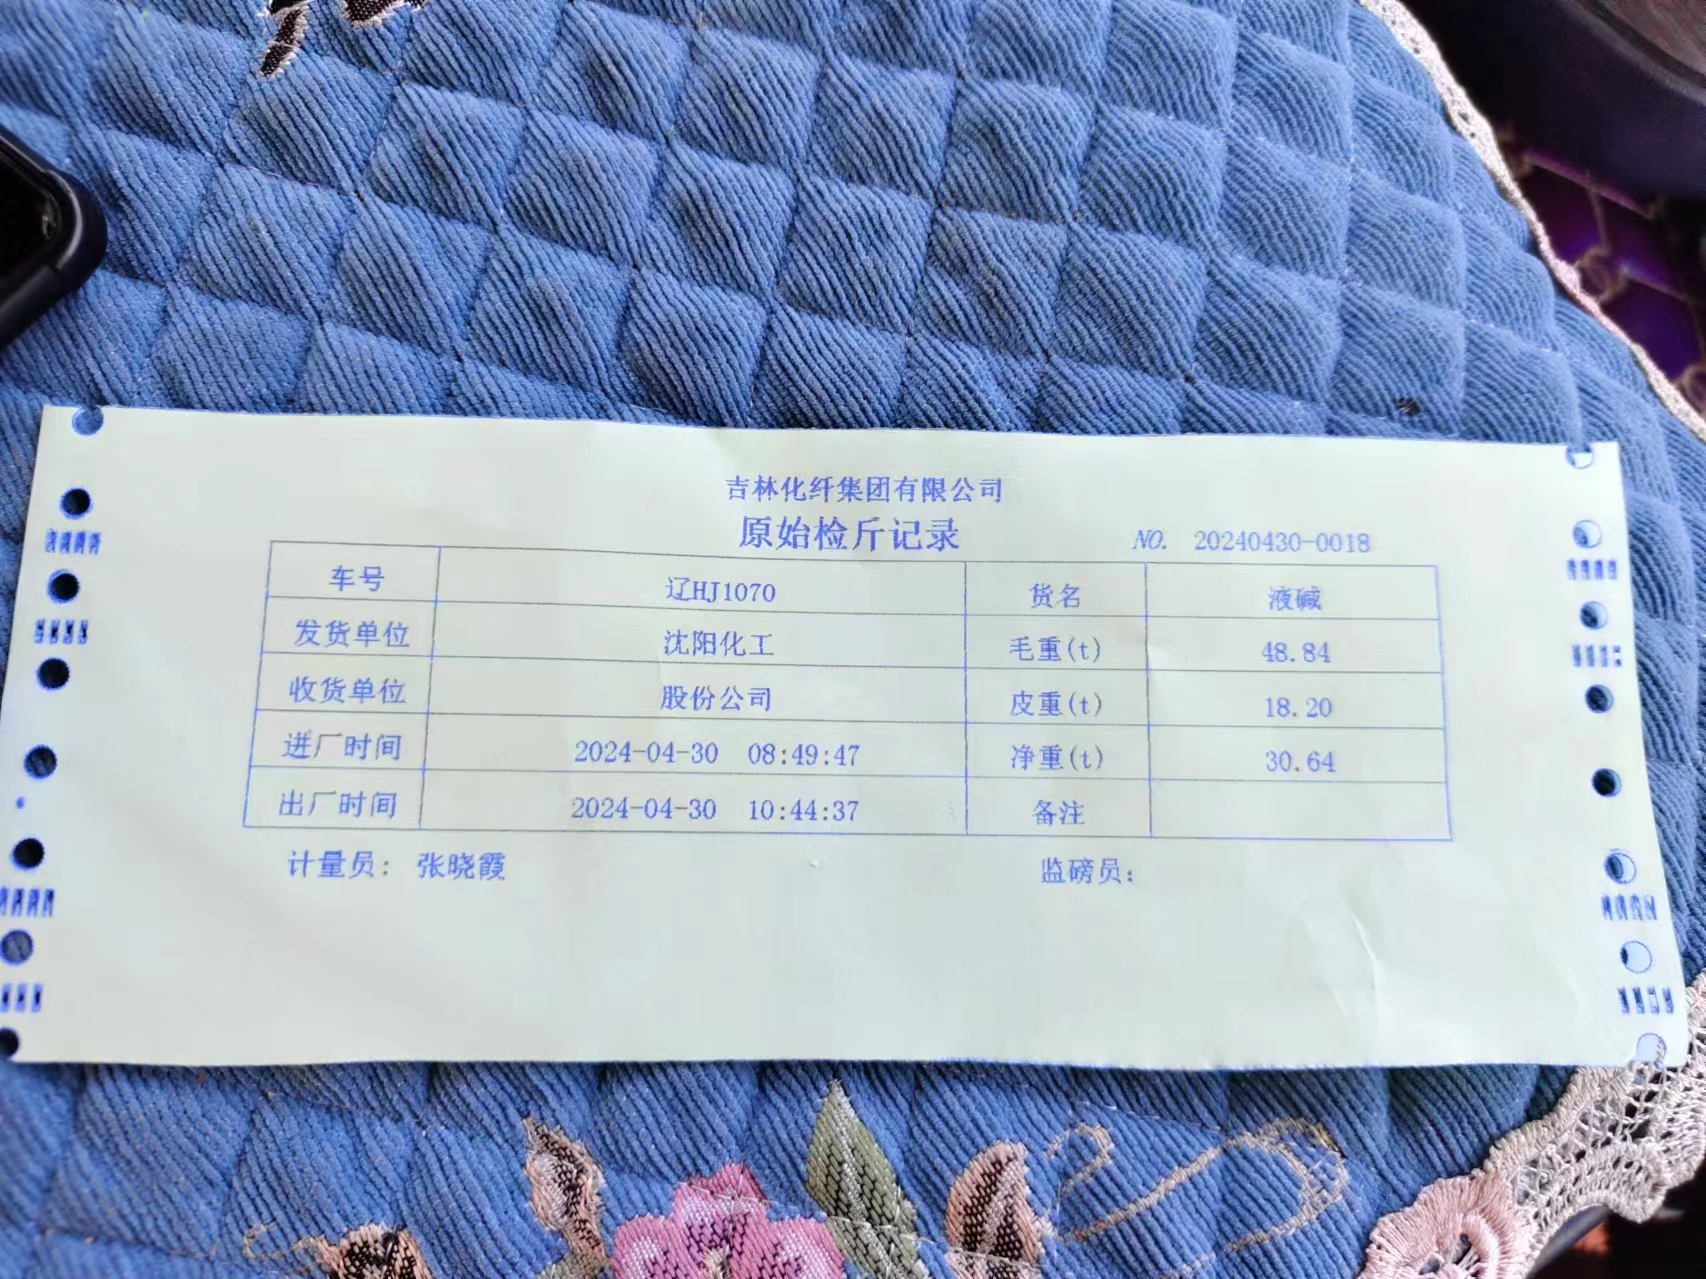 吉林化纤集团有限公司
原始检斤记录
NO. 20240430-0018
车号 辽HJ1070 货名 液碱
发货单位 沈阳化工 毛重(t) 48.84
收货单位 股份公司 皮重(t) 18.20
进厂时间 2024-04-30 08:49:47 净重(t) 30.64
出厂时间 2024-04-30 10:44:37 备注
计量员： 张晓霞 监磅员：